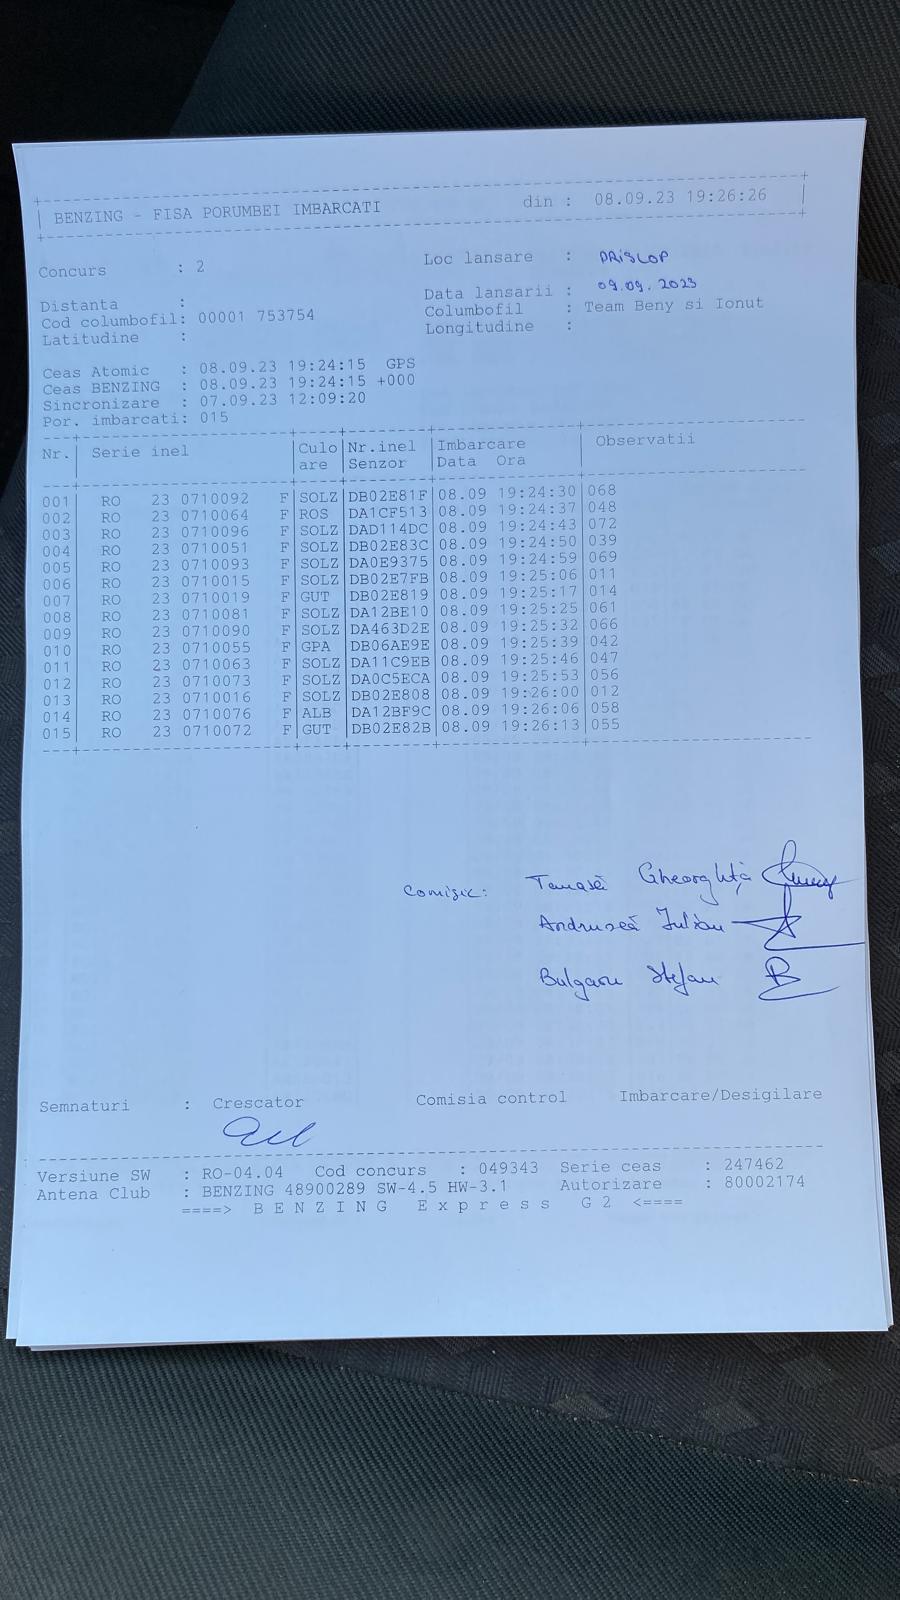 BENZING - FISA PORUMBEI IMBARCATI din : 08.09.23 19:26:26
Concurs : 2 Loc lansare : PRISLOP
Distanta : Data lansarii : 09.09.2023
Cod columbofil: 00001 753754 Columbofil : Team Beny si Ionut
Latitudine : Longitudine :
Ceas Atomic : 08.09.23 19:24:15 GPS
Ceas BENZING : 08.09.23 19:24:15 +000
Sincronizare : 07.09.23 12:09:20
Por. imbarcati: 015
Nr. Serie inel Culo Nr.inel Imbarcare Observatii
are Senzor Data Ora
001 RO 23 0710092 F SOLZ DB02E81F 08.09 19:24:30 068
002 RO 23 0710064 F ROS DA1CF513 08.09 19:24:37 048
003 RO 23 0710096 F SOLZ DAD114DC 08.09 19:24:43 072
004 RO 23 0710051 F SOLZ DB02E83C 08.09 19:24:50 039
005 RO 23 0710093 F SOLZ DA0E9375 08.09 19:24:59 069
006 RO 23 0710015 F SOLZ DB02E7FB 08.09 19:25:06 011
007 RO 23 0710019 F GUT DB02E819 08.09 19:25:17 014
008 RO 23 0710081 F SOLZ DA12BE10 08.09 19:25:25 061
009 RO 23 0710090 F SOLZ DA463D2E 08.09 19:25:32 066
010 RO 23 0710055 F GPA DB06AE9E 08.09 19:25:39 042
011 RO 23 0710063 F SOLZ DA11C9EB 08.09 19:25:46 047
012 RO 23 0710073 F SOLZ DA0C5ECA 08.09 19:25:53 056
013 RO 23 0710016 F SOLZ DB02E808 08.09 19:26:00 012
014 RO 23 0710076 F ALB DA12BF9C 08.09 19:26:06 058
015 RO 23 0710072 F GUT DB02E82B 08.09 19:26:13 055
Comisie: Tanasă Gheorghiță
Andruseă Iulian
Bulgaru Stefan
Semnaturi : Crescator Comisia control Imbarcare/Desigilare
Versiune SW : RO-04.04 Cod concurs : 049343 Serie ceas : 247462
Antena Club : BENZING 48900289 SW-4.5 HW-3.1 Autorizare : 80002174
====> B E N Z I N G E x p r e s s G 2 <====